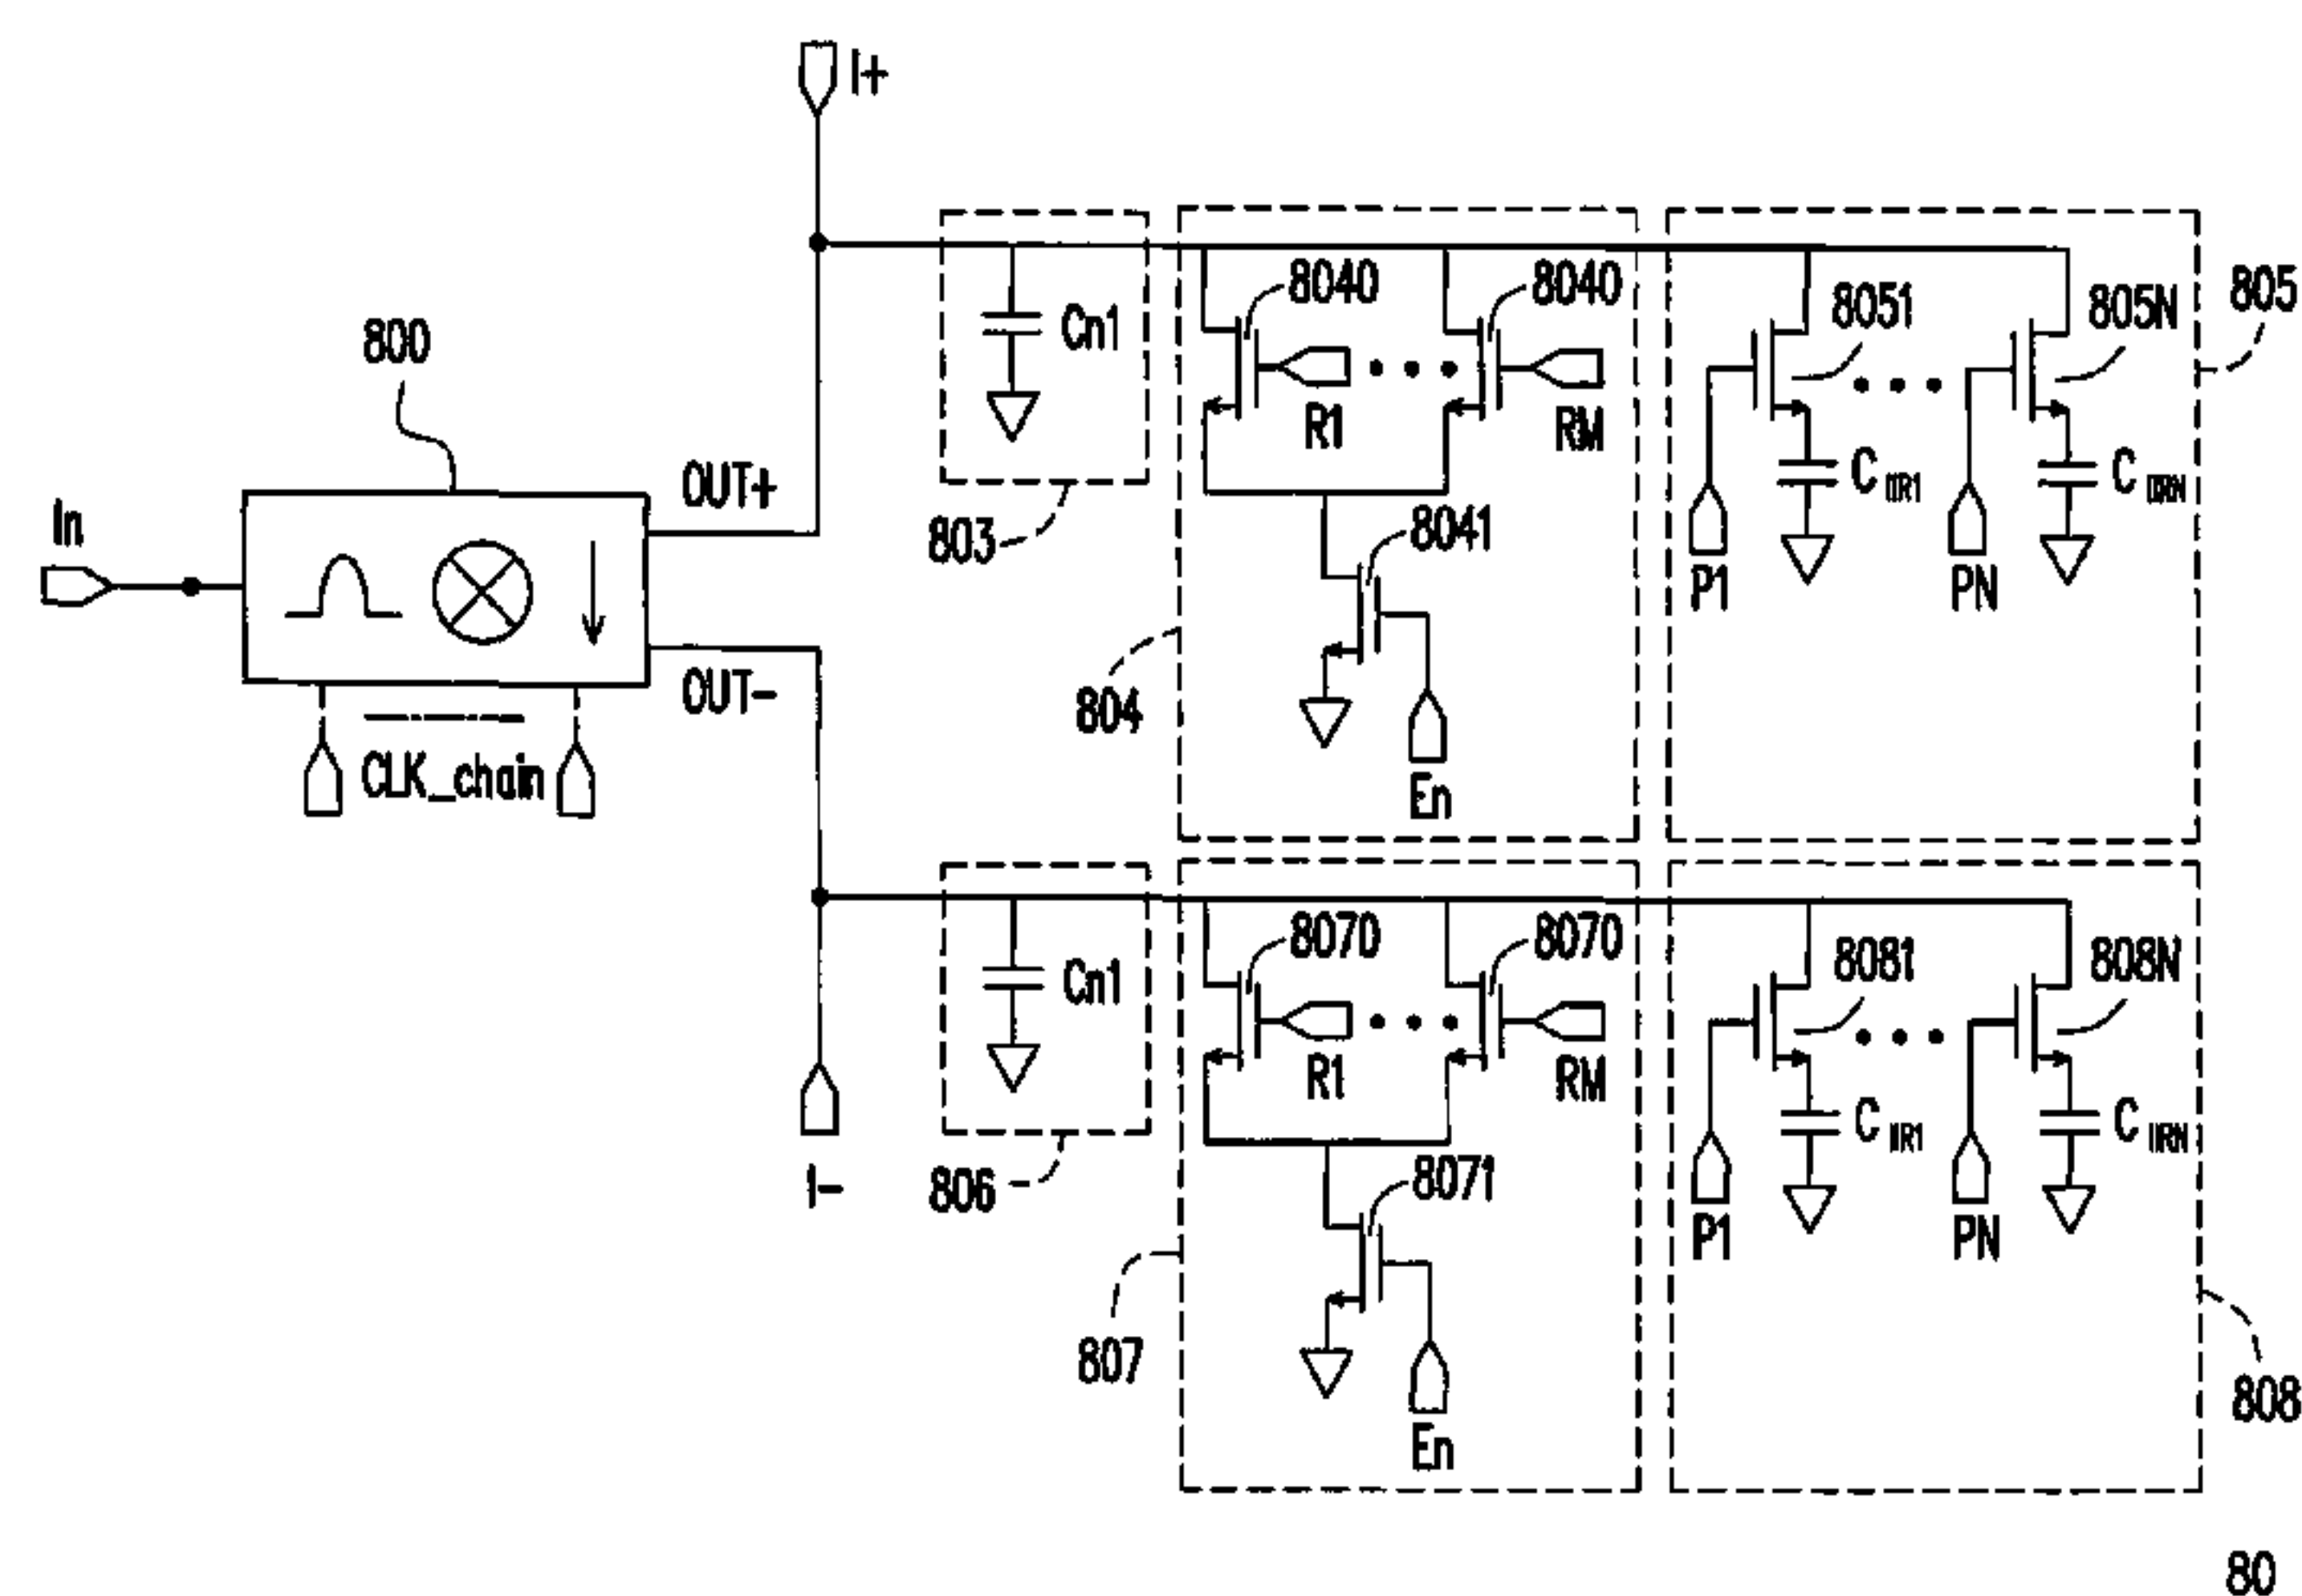 I+
8040
8040
8051
805N
805
Cn1
800
R1
RM
OUT+
C IIR1
C IIRN
In
803
8041
P1
PN
OUT-
804
CLK_chain
En
8070
8070
8081
808N
Cn1
R1
RM
C IIR1
C IIRN
I-
806
8071
P1
PN
807
808
En
80